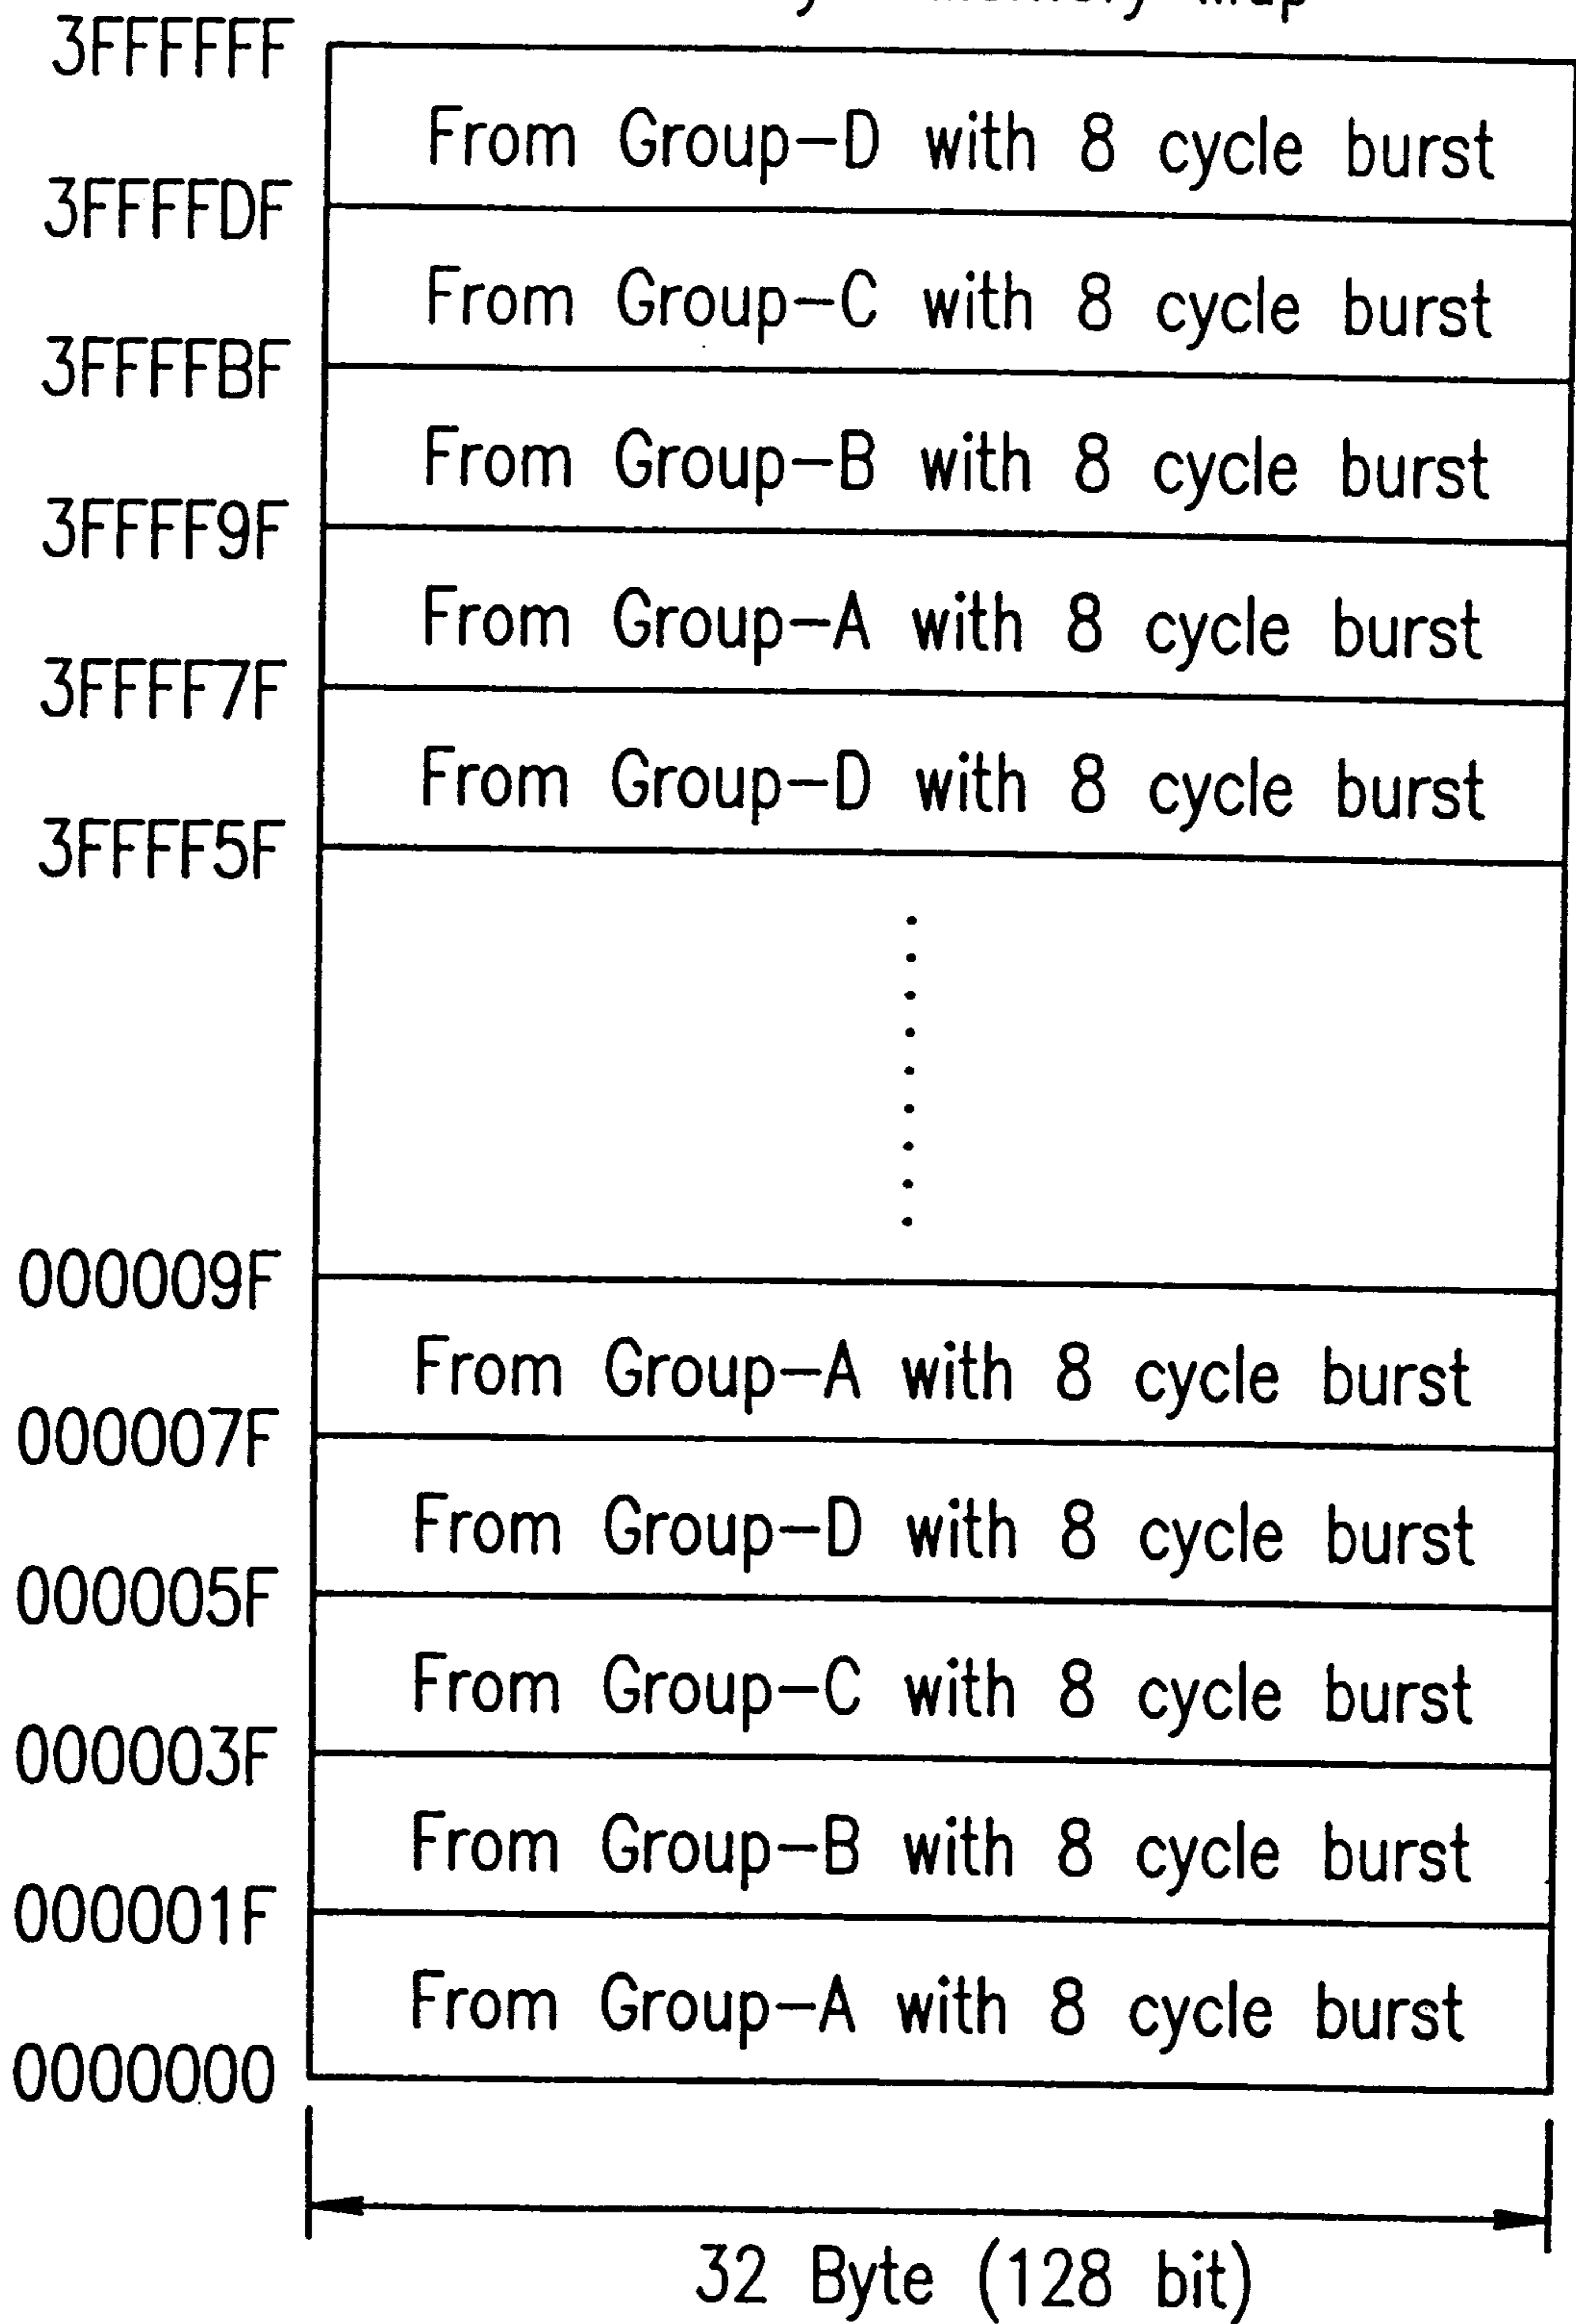 Memory Map
3FFFFFF
From Group-D with 8 cycle burst
3FFFFDF
From Group-C with 8 cycle burst
3FFFFBF
From Group-B with 8 cycle burst
3FFFF9F
From Group-A with 8 cycle burst
3FFFF7F
From Group-D with 8 cycle burst
3FFFF5F
000009F
From Group-A with 8 cycle burst
000007F
From Group-D with 8 cycle burst
000005F
From Group-C with 8 cycle burst
000003F
From Group-B with 8 cycle burst
000001F
From Group-A with 8 cycle burst
0000000
32 Byte (128 bit)